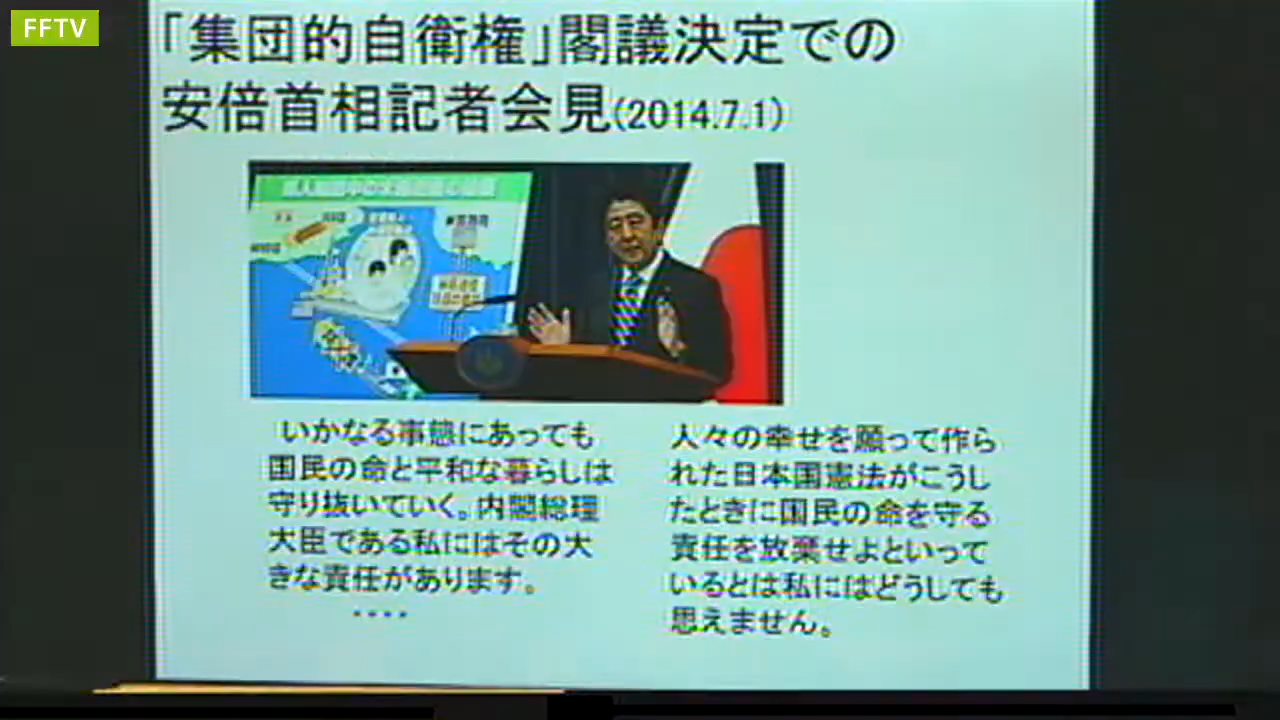 FFTV
「集団的自衛権」閣議決定での
安倍首相記者会見(2014.7.1)
いかなる事態にあっても
国民の命と平和な暮らしは
守り抜いていく。内閣総理
大臣である私にはその大
きな責任があります。
・・・・
人々の幸せを願って作ら
れた日本国憲法がこうし
たときに国民の命を守る
責任を放棄せよといって
いるとは私にはどうしても
思えません。